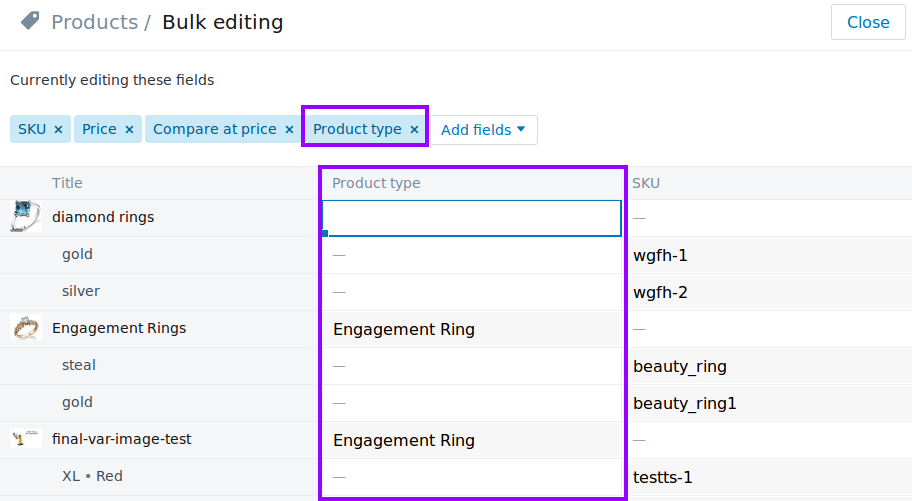 Products / Bulk editing
Close
Currently editing these fields
SKU × Price × Compare at price × Product type × Add fields ▼
Title Product type SKU
diamond rings —
gold — wgfh-1
silver — wgfh-2
Engagement Rings Engagement Ring —
steal — beauty_ring
gold — beauty_ring1
final-var-image-test Engagement Ring —
XL • Red — testts-1